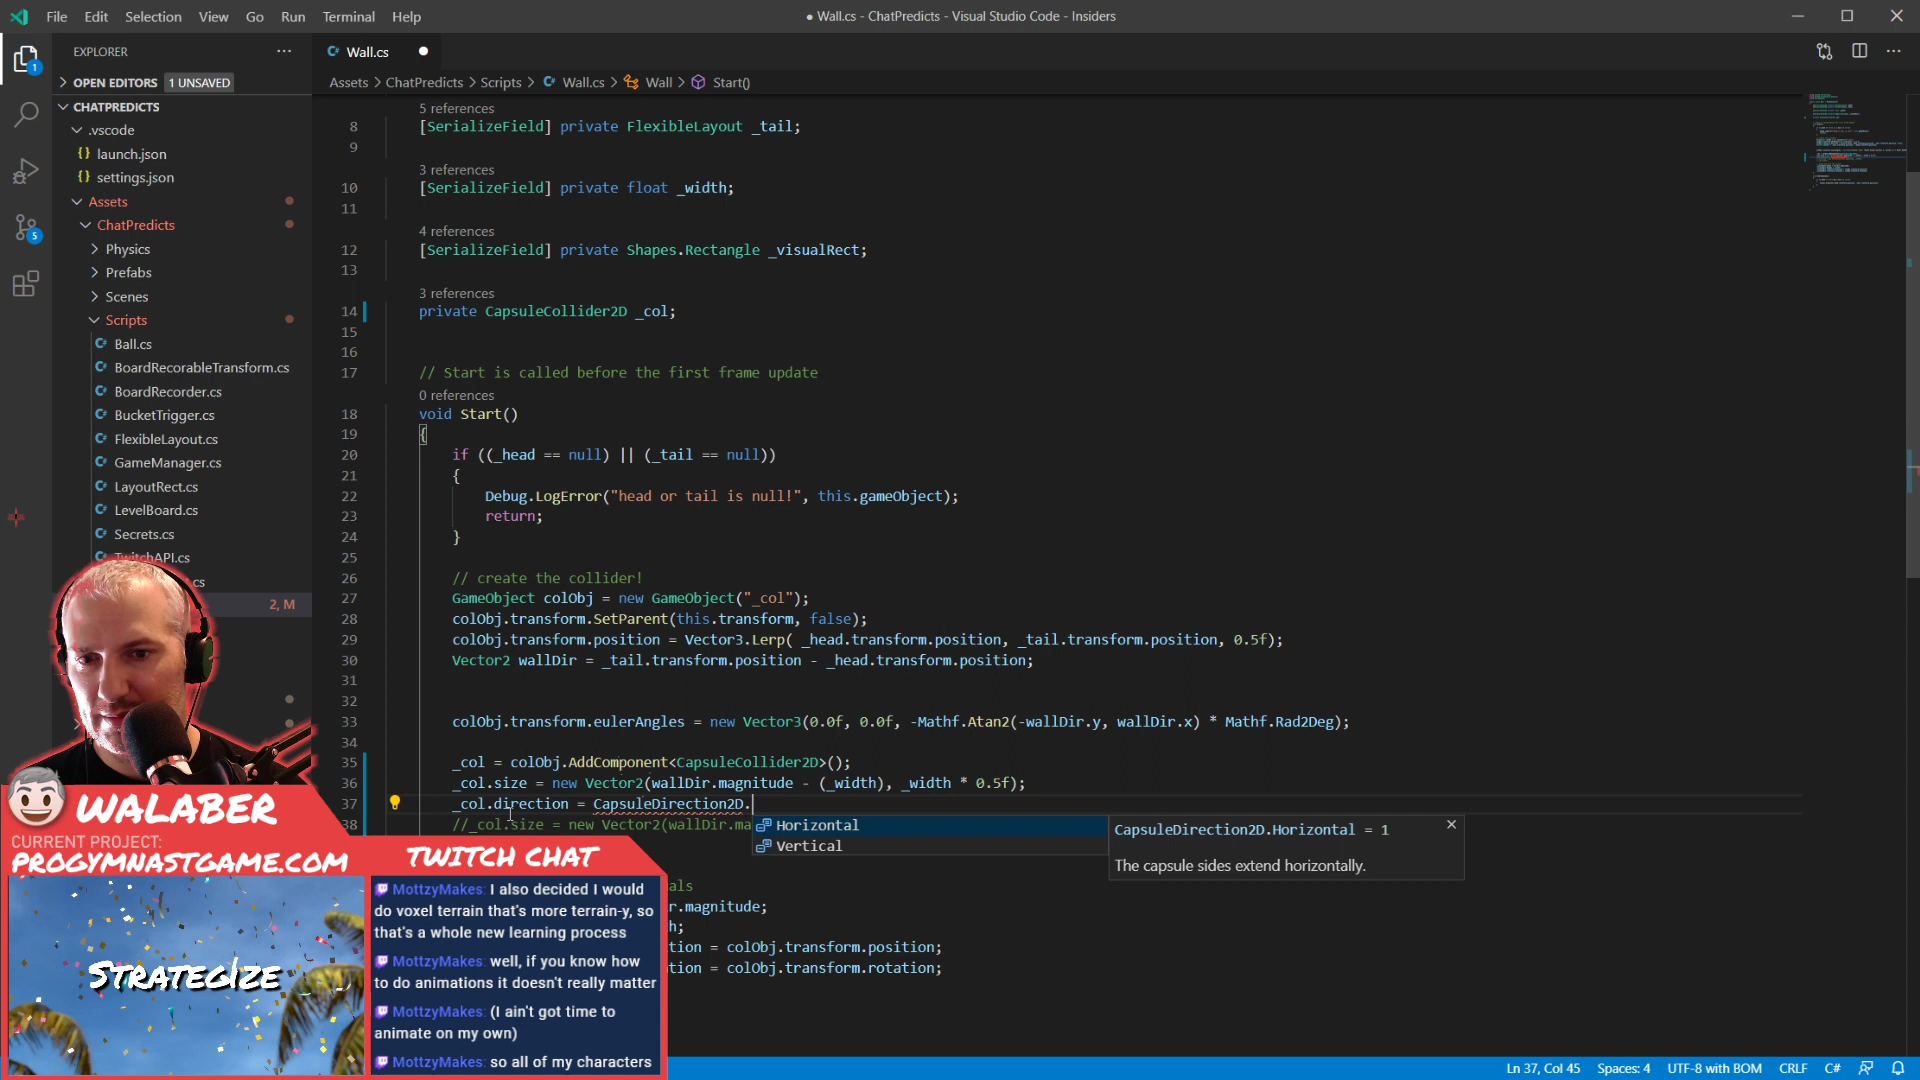 File Edit Selection View Go Run Terminal Help
● Wall.cs - ChatPredicts - Visual Studio Code - Insiders
EXPLORER
Wall.cs
OPEN EDITORS 1 UNSAVED
Assets > ChatPredicts > Scripts > Wall.cs > Wall > Start()
CHATPREDICTS
.vscode
launch.json
settings.json
Assets
ChatPredicts
Physics
Prefabs
Scenes
Scripts
Ball.cs
BoardRecorableTransform.cs
BoardRecorder.cs
BucketTrigger.cs
FlexibleLayout.cs
GameManager.cs
LayoutRect.cs
LevelBoard.cs
Secrets.cs
TwitchAPI.cs
cs
2, M
1
5
5 references
8 [SerializeField] private FlexibleLayout _tail;
9
3 references
10 [SerializeField] private float _width;
11
4 references
12 [SerializeField] private Shapes.Rectangle _visualRect;
13
3 references
14 private CapsuleCollider2D _col;
15
16
17 // Start is called before the first frame update
0 references
18 void Start()
19 {
20 if ((_head == null) || (_tail == null))
21 {
22 Debug.LogError("head or tail is null!", this.gameObject);
23 return;
24 }
25
26 // create the collider!
27 GameObject colObj = new GameObject("_col");
28 colObj.transform.SetParent(this.transform, false);
29 colObj.transform.position = Vector3.Lerp( _head.transform.position, _tail.transform.position, 0.5f);
30 Vector2 wallDir = _tail.transform.position - _head.transform.position;
31
32
33 colObj.transform.eulerAngles = new Vector3(0.0f, 0.0f, -Mathf.Atan2(-wallDir.y, wallDir.x) * Mathf.Rad2Deg);
34
35 _col = colObj.AddComponent<CapsuleCollider2D>();
36 _col.size = new Vector2(wallDir.magnitude - (_width), _width * 0.5f);
37 _col.direction = CapsuleDirection2D.
38 //_col.size = new Vector2(wallDir.ma
Horizontal
Vertical
CapsuleDirection2D.Horizontal = 1
The capsule sides extend horizontally.
als
r.magnitude;
h;
tion = colObj.transform.position;
tion = colObj.transform.rotation;
WALABER
CURRENT PROJECT:
PROGYMNASTGAME.COM
STRATEGIZE
TWITCH CHAT
MottzyMakes: I also decided I would
do voxel terrain that's more terrain-y, so
that's a whole new learning process
MottzyMakes: well, if you know how
to do animations it doesn't really matter
MottzyMakes: (I ain't got time to
animate on my own)
MottzyMakes: so all of my characters
Ln 37, Col 45 Spaces: 4 UTF-8 with BOM CRLF C#